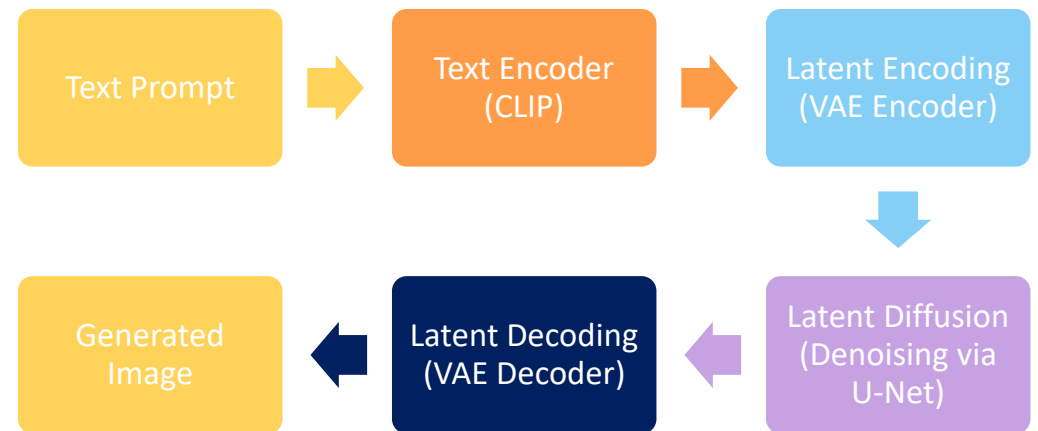 Text Prompt
Text Encoder
(CLIP)
Latent Encoding
(VAE Encoder)
Latent Diffusion
(Denoising via
U-Net)
Latent Decoding
(VAE Decoder)
Generated
Image